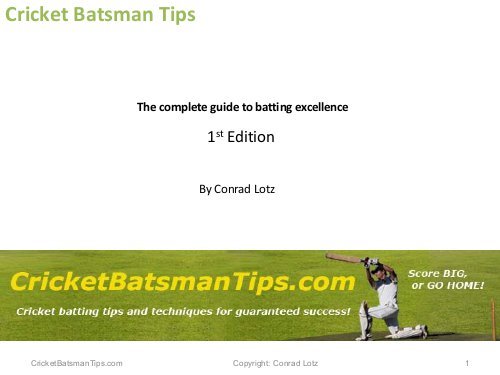 Cricket Batsman Tips
The complete guide to batting excellence
1st Edition
By Conrad Lotz
CricketBatsmanTips.com
Score BIG,
or GO HOME!
Cricket batting tips and techniques for guaranteed success!
CricketBatsmanTips.com
Copyright: Conrad Lotz
1